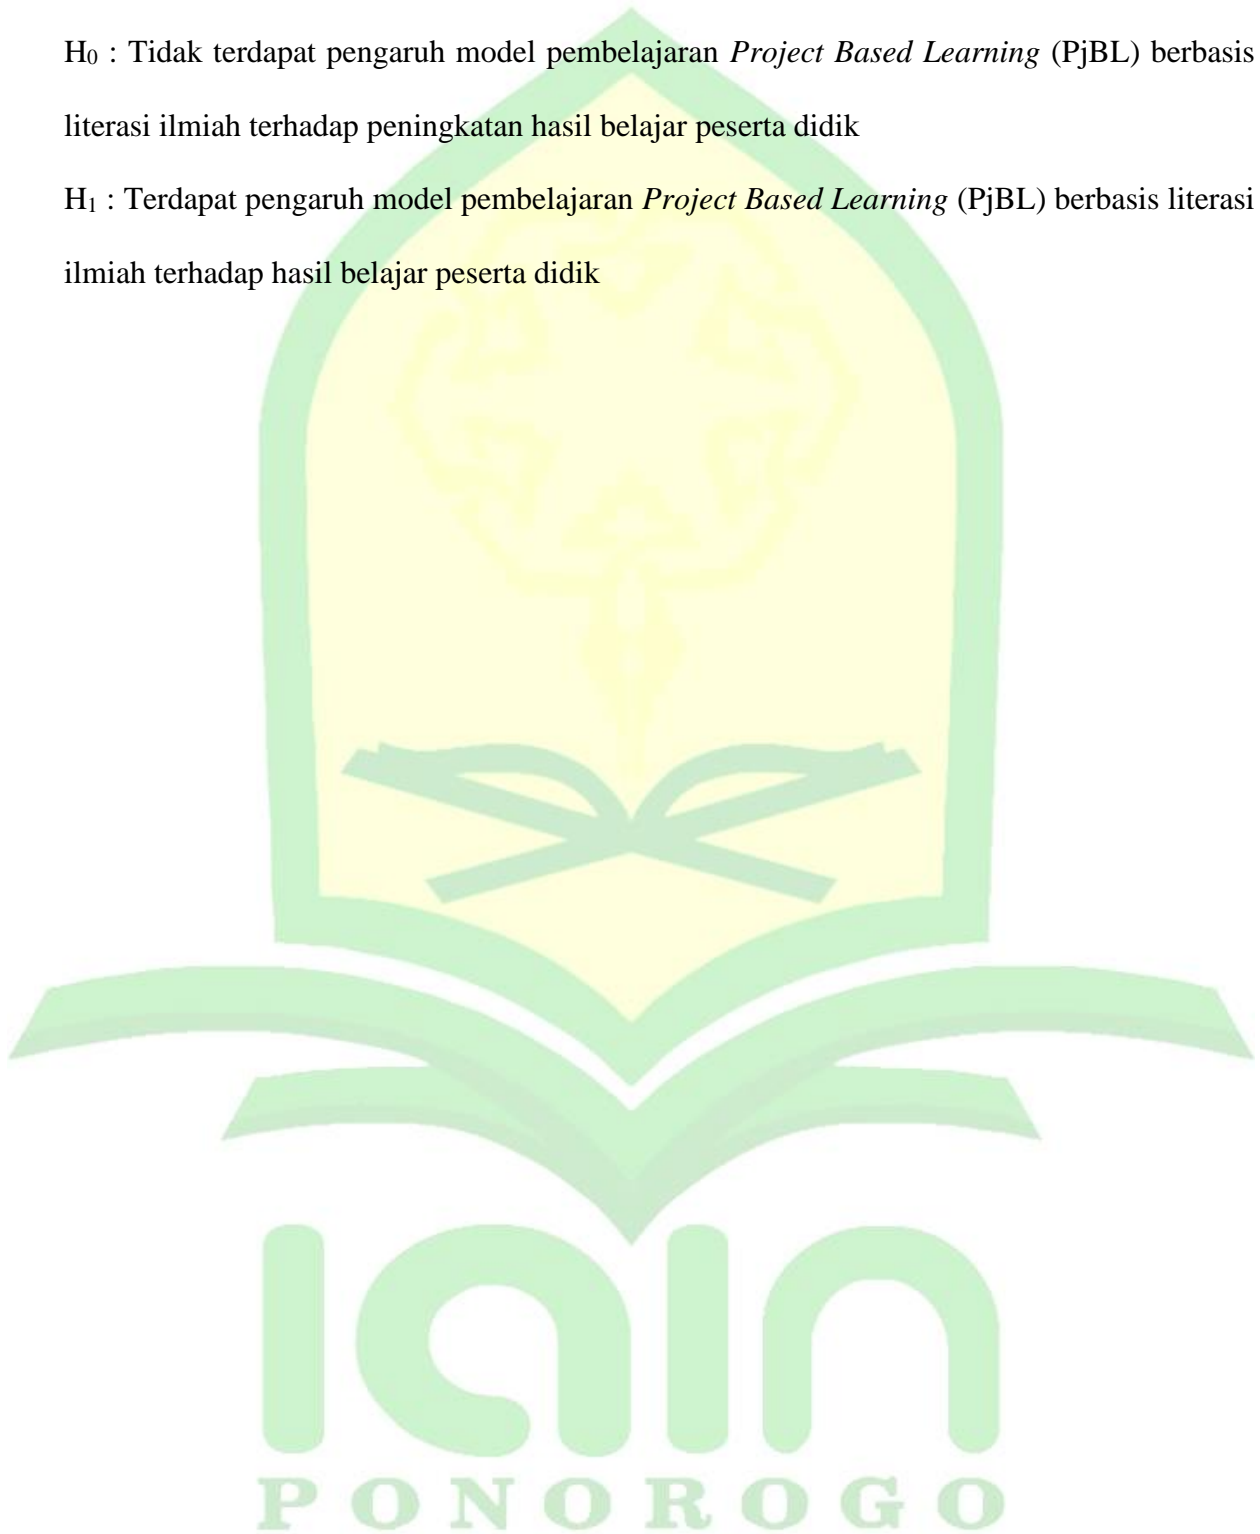 H₀ : Tidak terdapat pengaruh model pembelajaran Project Based Learning (PjBL) berbasis
literasi ilmiah terhadap peningkatan hasil belajar peserta didik
H₁ : Terdapat pengaruh model pembelajaran Project Based Learning (PjBL) berbasis literasi
ilmiah terhadap hasil belajar peserta didik
iain
PONOROGO